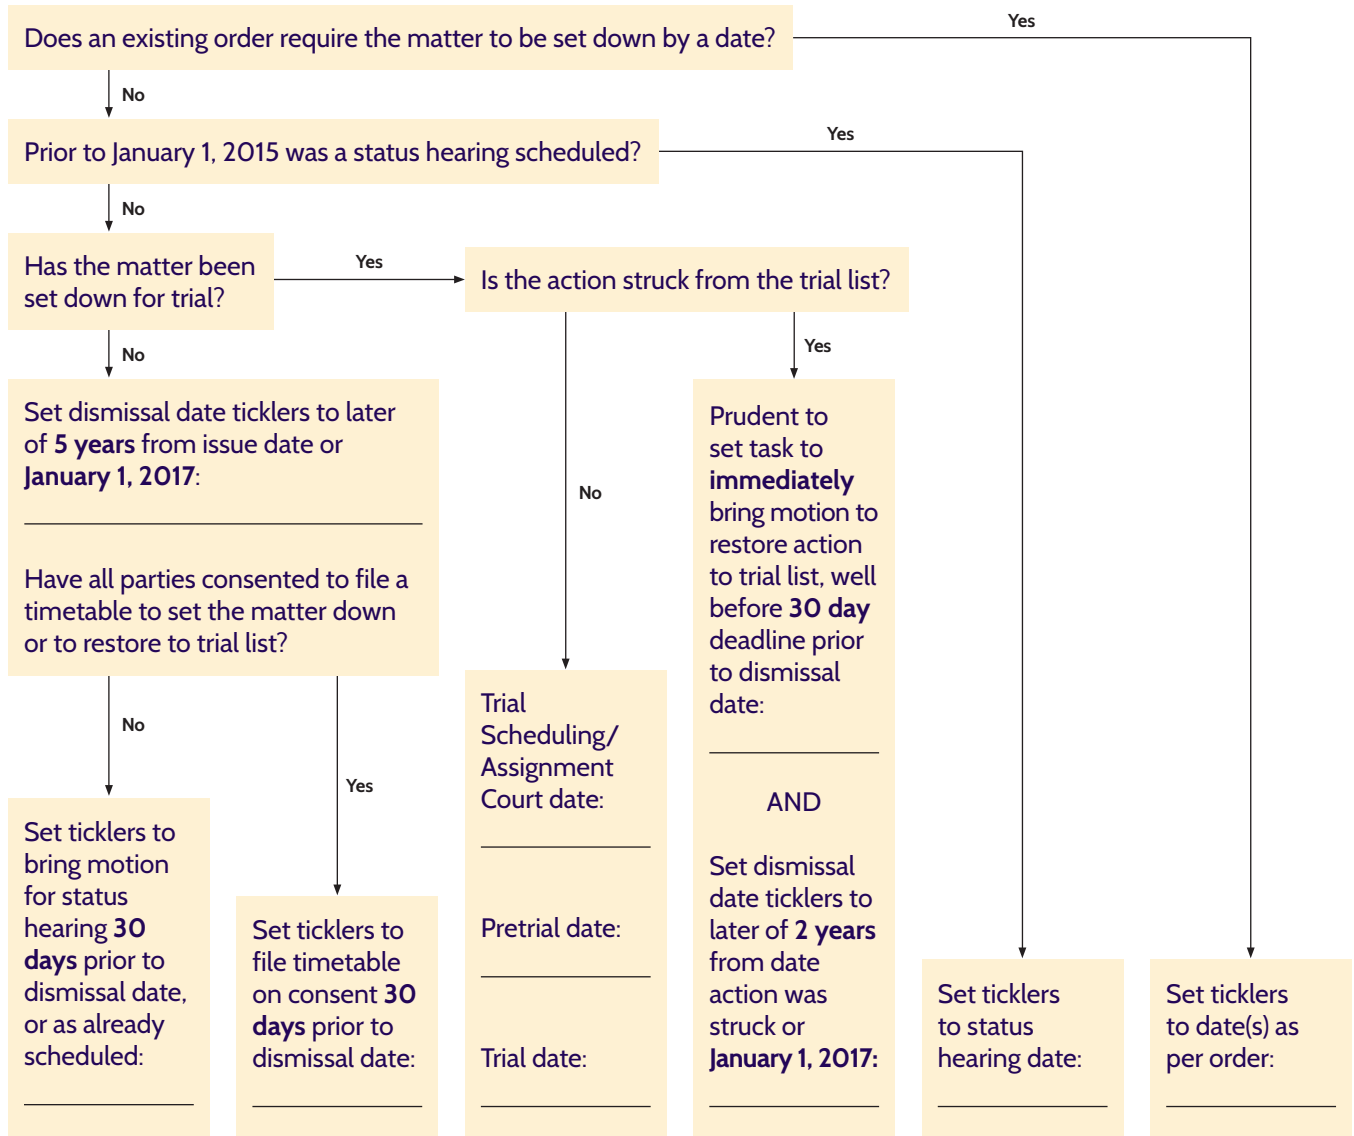 Does an existing order require the matter to be set down by a date?
Yes
No
Prior to January 1, 2015 was a status hearing scheduled?
Yes
No
Has the matter been
set down for trial?
Yes
Is the action struck from the trial list?
No
Yes
No
Set dismissal date ticklers to later
of 5 years from issue date or
January 1, 2017:
Have all parties consented to file a
timetable to set the matter down
or to restore to trial list?
No
Yes
Set ticklers to
bring motion
for status
hearing 30
days prior to
dismissal date,
or as already
scheduled:
Set ticklers to
file timetable
on consent 30
days prior to
dismissal date:
Trial
Scheduling/
Assignment
Court date:
Pretrial date:
Trial date:
Prudent to
set task to
immediately
bring motion to
restore action
to trial list, well
before 30 day
deadline prior
to dismissal
date:
AND
Set dismissal
date ticklers to
later of 2 years
from date
action was
struck or
January 1, 2017:
Set ticklers
to status
hearing date:
Set ticklers
to date(s) as
per order: